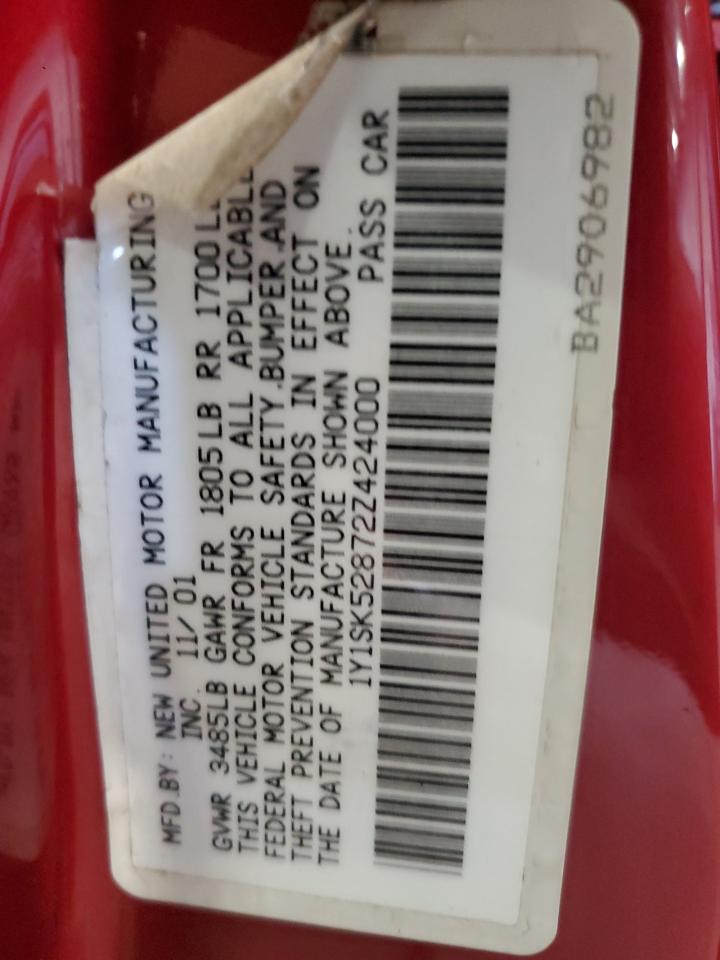 MFD.BY: NEW UNITED MOTOR MANUFACTURING
INC. 11/01
GVWR 3485LB GAWR FR 1805LB RR 1700L
THIS VEHICLE CONFORMS TO ALL APPLICABLE
FEDERAL MOTOR VEHICLE SAFETY,BUMPER,AND
THEFT PREVENTION STANDARDS IN EFFECT ON
THE DATE OF MANUFACTURE SHOWN ABOVE.
1Y1SK52872Z424000 PASS CAR
BA2906982